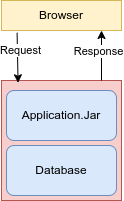 Browser
Request
Response
Application.Jar
Database